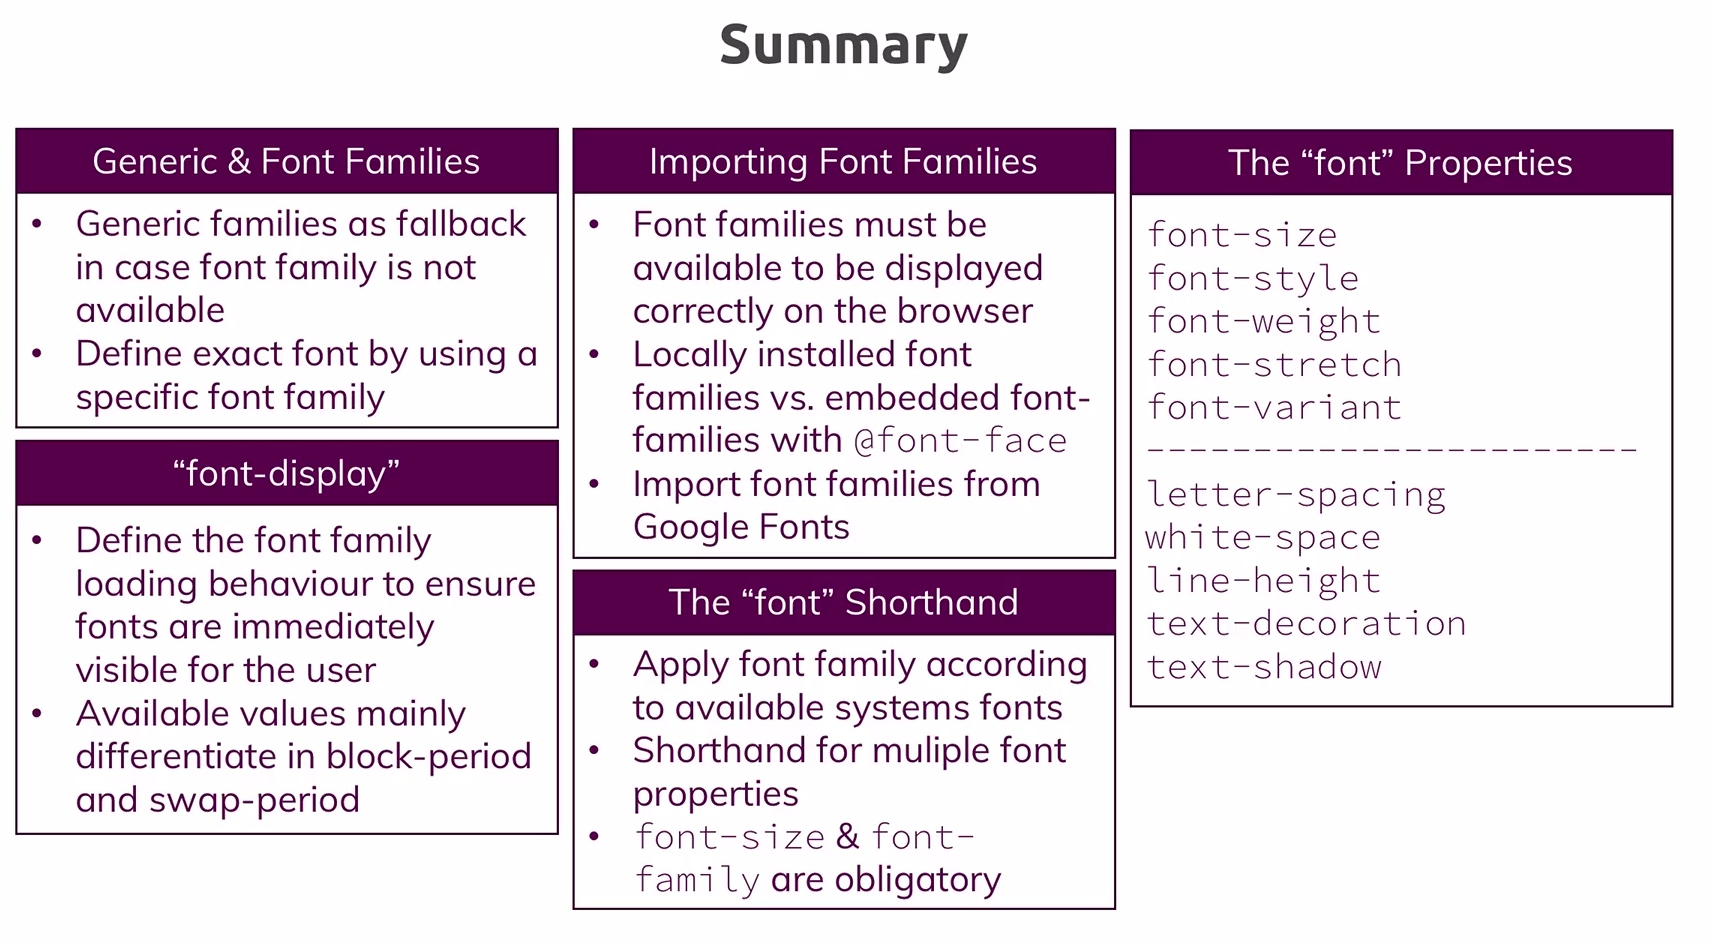 Summary
Generic & Font Families
• Generic families as fallback
in case font family is not
available
• Define exact font by using a
specific font family
“font-display”
• Define the font family
loading behaviour to ensure
fonts are immediately
visible for the user
• Available values mainly
differentiate in block-period
and swap-period
Importing Font Families
• Font families must be
available to be displayed
correctly on the browser
• Locally installed font
families vs. embedded font-
families with @font-face
• Import font families from
Google Fonts
The “font” Shorthand
• Apply font family according
to available systems fonts
• Shorthand for muliple font
properties
• font-size & font-
family are obligatory
The “font” Properties
font-size
font-style
font-weight
font-stretch
font-variant
-----------------------
letter-spacing
white-space
line-height
text-decoration
text-shadow